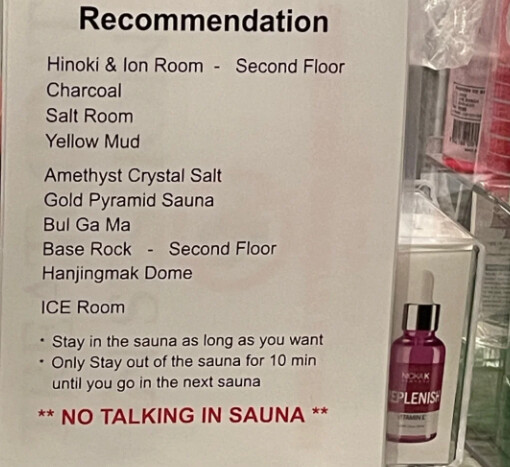 Recommendation
Hinoki & Ion Room - Second Floor
Charcoal
Salt Room
Yellow Mud
Amethyst Crystal Salt
Gold Pyramid Sauna
Bul Ga Ma
Base Rock - Second Floor
Hanjingmak Dome
ICE Room
· Stay in the sauna as long as you want
· Only Stay out of the sauna for 10 min
until you go in the next sauna
** NO TALKING IN SAUNA **
NICKA K
EPLENISH